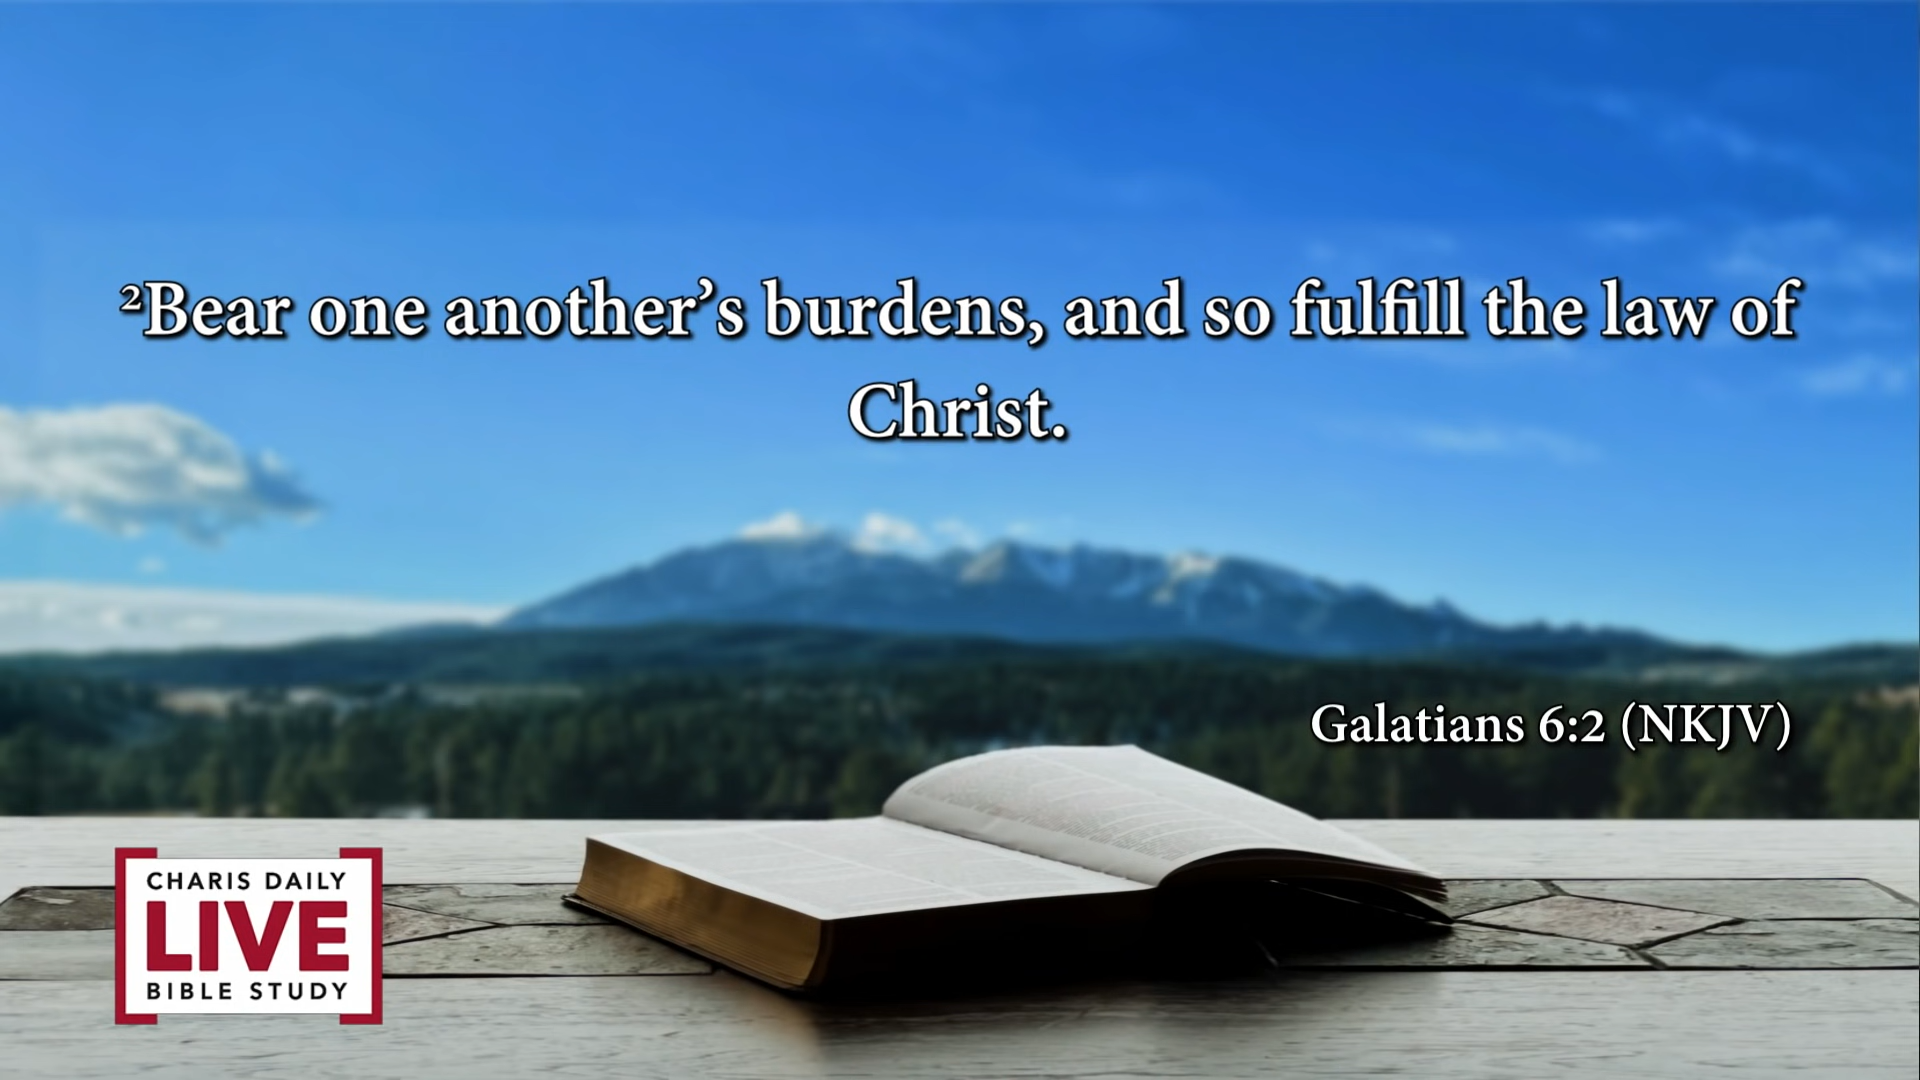 ²Bear one another’s burdens, and so fulfill the law of
Christ.
Galatians 6:2 (NKJV)
CHARIS DAILY
LIVE
BIBLE STUDY